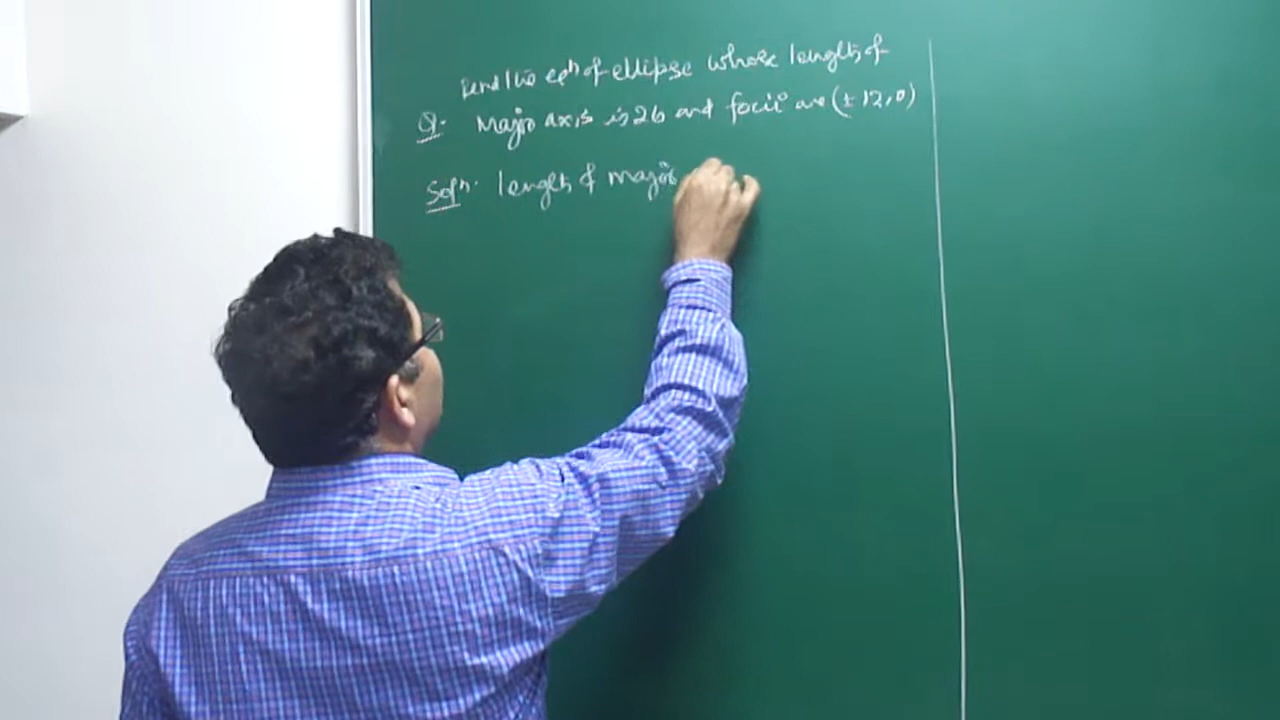 Find the eqn of ellipse whose length of
Q. Major axis is 26 and focii are (±12,0)
Soln. length of major